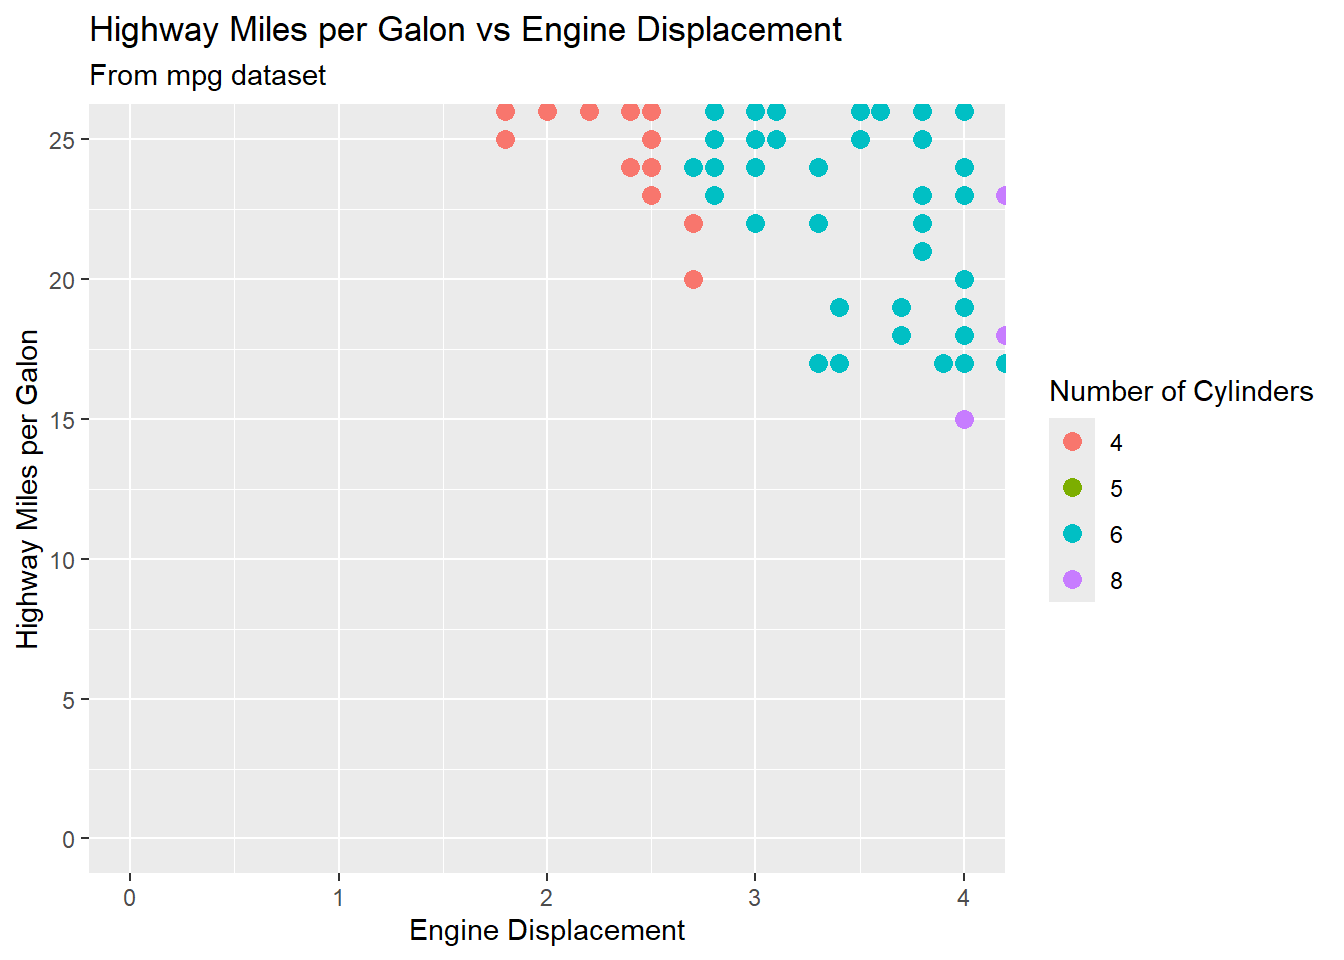 Highway Miles per Galon vs Engine Displacement
From mpg dataset
25
20
15
10
5
0
Highway Miles per Galon
0 1 2 3 4
Engine Displacement
Number of Cylinders
4
5
6
8